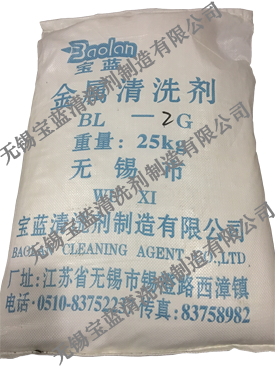 Baolan
宝蓝
金属清洗剂
BL —2G
重量：25kg
无锡市
WU XI
宝蓝清洗剂制造有限公司
BAOLAN CLEANING AGENT CO.,LTD
厂址：江苏省无锡市锡澄路西漳镇
电话：0510-8375223 传真：83758982
无锡宝蓝清洗剂制造有限公司
无锡宝蓝清洗剂制造有限公司
无锡宝蓝清洗剂制造有限公司